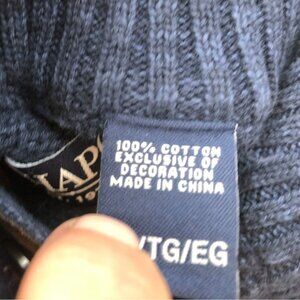 100% COTTON
EXCLUSIVE OF
DECORATION
MADE IN CHINA
/TG/EG